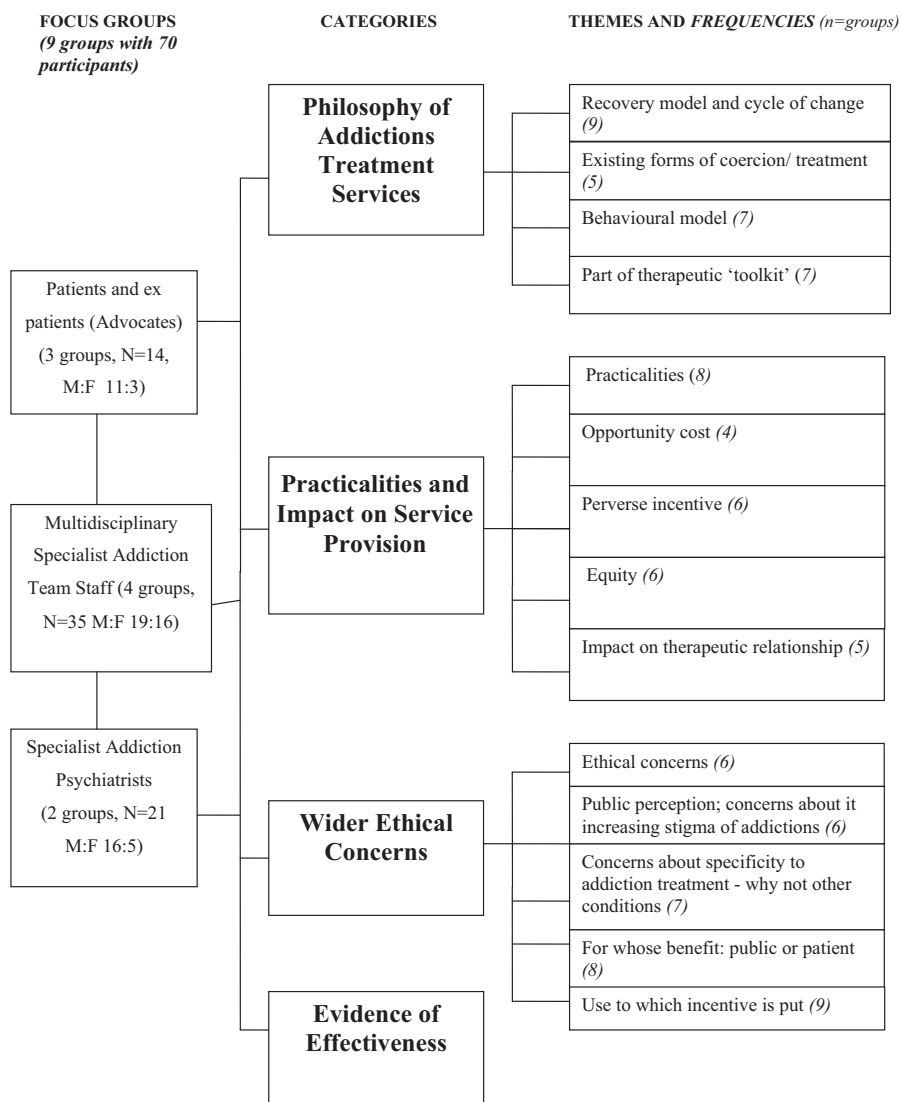 FOCUS GROUPS
(9 groups with 70
participants)
CATEGORIES
THEMES AND FREQUENCIES (n=groups)
Patients and ex
patients (Advocates)
(3 groups, N=14,
M:F 11:3)
Multidisciplinary
Specialist Addiction
Team Staff (4 groups,
N=35 M:F 19:16)
Specialist Addiction
Psychiatrists
(2 groups, N=21
M:F 16:5)
Philosophy of
Addictions
Treatment
Services
Recovery model and cycle of change
(9)
Existing forms of coercion/ treatment
(5)
Behavioural model (7)
Part of therapeutic ‘toolkit’ (7)
Practicalities and
Impact on Service
Provision
Practicalities (8)
Opportunity cost (4)
Perverse incentive (6)
Equity (6)
Impact on therapeutic relationship (5)
Wider Ethical
Concerns
Ethical concerns (6)
Public perception; concerns about it
increasing stigma of addictions (6)
Concerns about specificity to
addiction treatment - why not other
conditions (7)
For whose benefit: public or patient
(8)
Use to which incentive is put (9)
Evidence of
Effectiveness